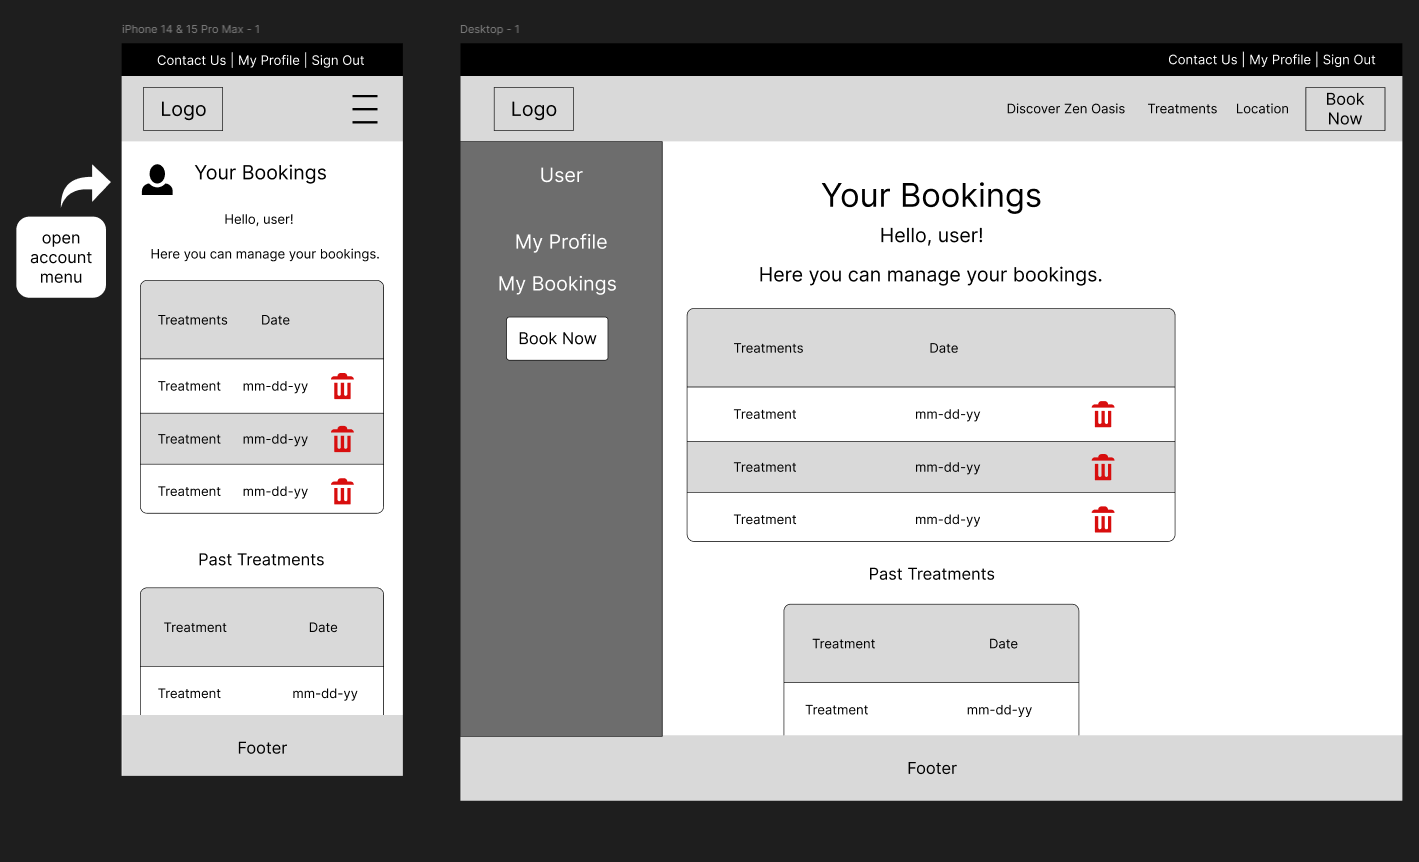 iPhone 14 & 15 Pro Max - 1
Contact Us | My Profile | Sign Out
Logo
open
account
menu
Your Bookings
Hello, user!
Here you can manage your bookings.
Treatments Date
Treatment mm-dd-yy
Treatment mm-dd-yy
Treatment mm-dd-yy
Past Treatments
Treatment Date
Treatment mm-dd-yy
Footer
Desktop - 1
Contact Us | My Profile | Sign Out
Logo
Discover Zen Oasis Treatments Location
Book
Now
User
My Profile
My Bookings
Book Now
Your Bookings
Hello, user!
Here you can manage your bookings.
Treatments Date
Treatment mm-dd-yy
Treatment mm-dd-yy
Treatment mm-dd-yy
Past Treatments
Treatment Date
Treatment mm-dd-yy
Footer